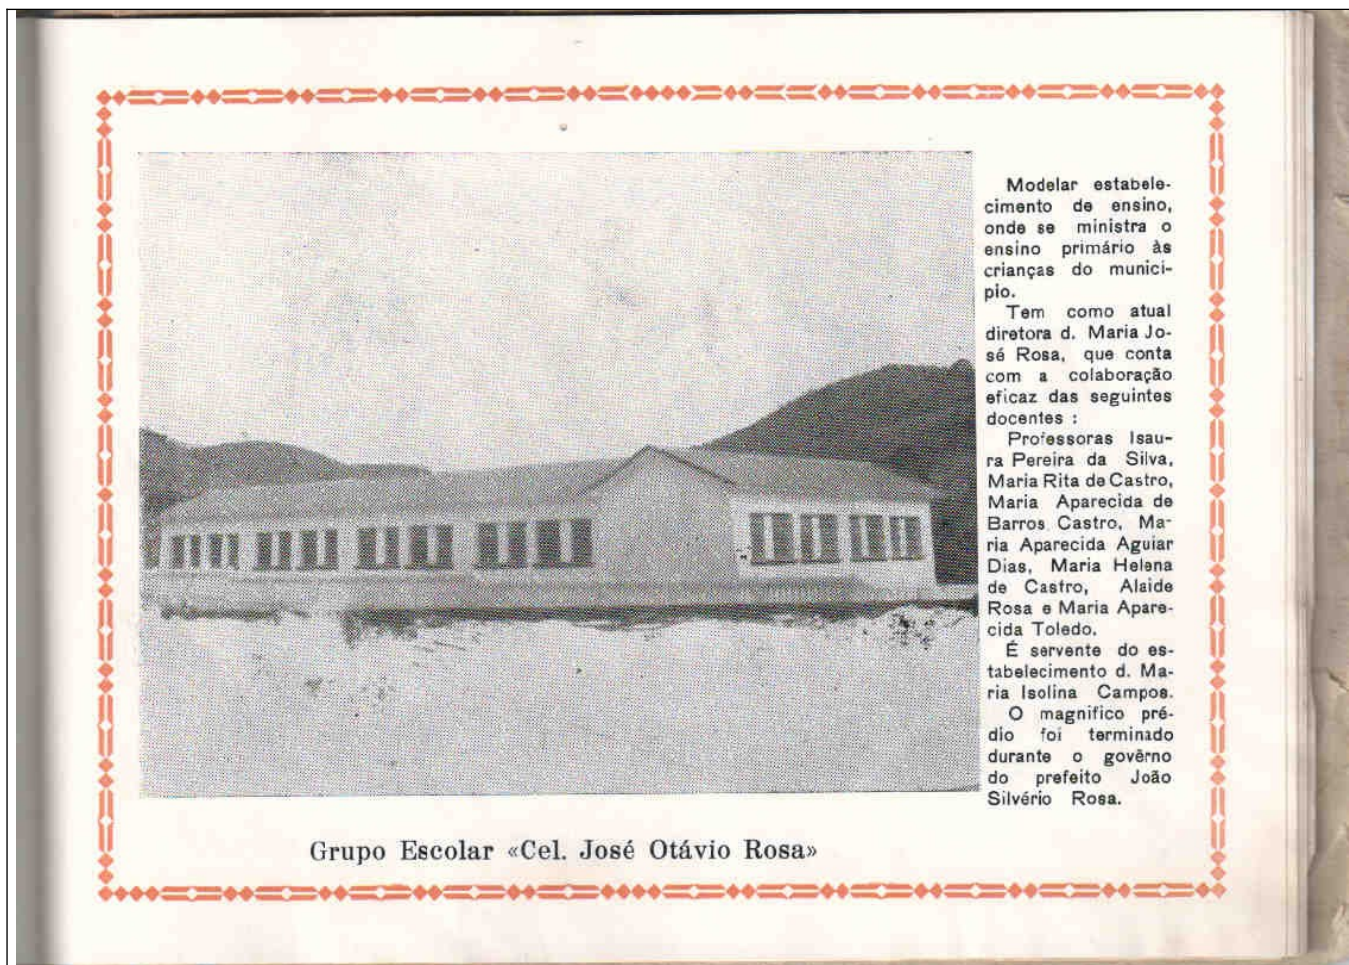 Modelar estabele-
cimento de ensino,
onde se ministra o
ensino primário às
crianças do municí-
pio.
Tem como atual
diretora d. Maria Jo-
sé Rosa, que conta
com a colaboração
eficaz das seguintes
docentes :
Professoras Isau-
ra Pereira da Silva,
Maria Rita de Castro,
Maria Aparecida de
Barros Castro, Ma-
ria Aparecida Aguiar
Dias, Maria Helena
de Castro, Alaide
Rosa e Maria Apare-
cida Toledo.
É servente do es-
tabelecimento d. Ma-
ria Isolina Campos.
O magnifico pré-
dio foi terminado
durante o govêrno
do prefeito João
Silvério Rosa.
Grupo Escolar «Cel. José Otávio Rosa»